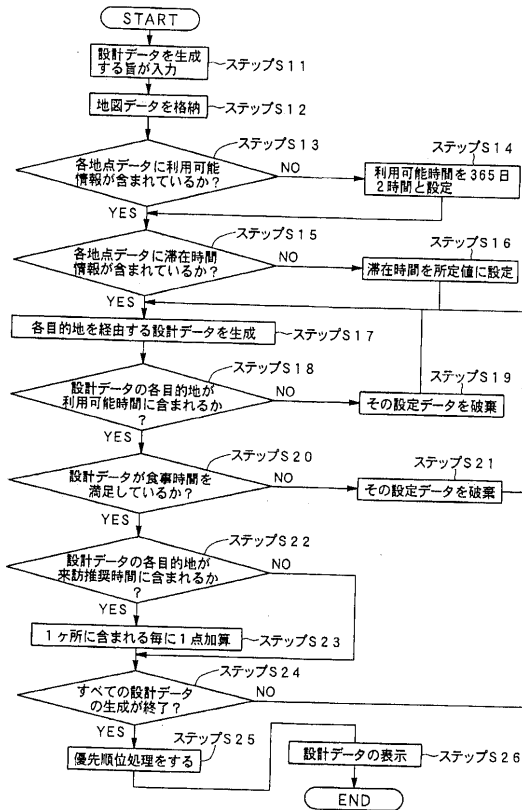 START
設計データを生成
する旨が入力
ステップS11
地図データを格納
ステップS12
ステップS13
各地点データに利用可能
情報が含まれているか?
NO
YES
ステップS14
利用可能時間を365日
2時間と設定
ステップS15
各地点データに滞在時間
情報が含まれているか?
NO
YES
ステップS16
滞在時間を所定値に設定
各目的地を経由する設計データを生成
ステップS17
ステップS18
設計データの各目的地が
利用可能時間に含まれるか
?
NO
YES
ステップS19
その設定データを破棄
ステップS20
設計データが食事時間を
満足しているか?
NO
YES
ステップS21
その設定データを破棄
ステップS22
設計データの各目的地が
来訪推奨時間に含まれるか
?
NO
YES
1ヶ所に含まれる毎に1点加算
ステップS23
ステップS24
すべての設計データ
の生成が終了?
NO
YES
ステップS25
優先順位処理をする
設計データの表示
ステップS26
END